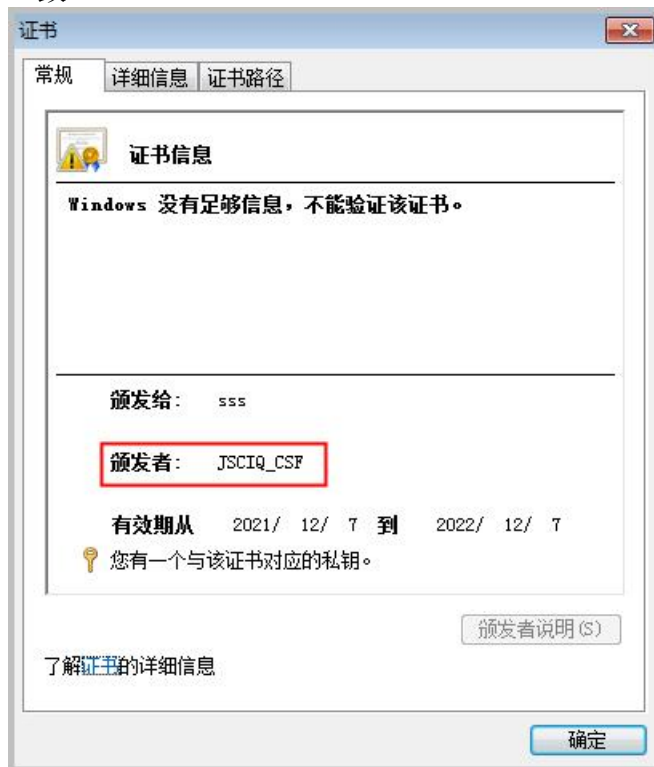 证书
常规 详细信息 证书路径
证书信息
Windows 没有足够信息，不能验证该证书。
颁发给： sss
颁发者： JSCIQ_CSF
有效期从 2021/ 12/ 7 到 2022/ 12/ 7
您有一个与该证书对应的私钥。
颁发者说明(S)
了解证书的详细信息
确定